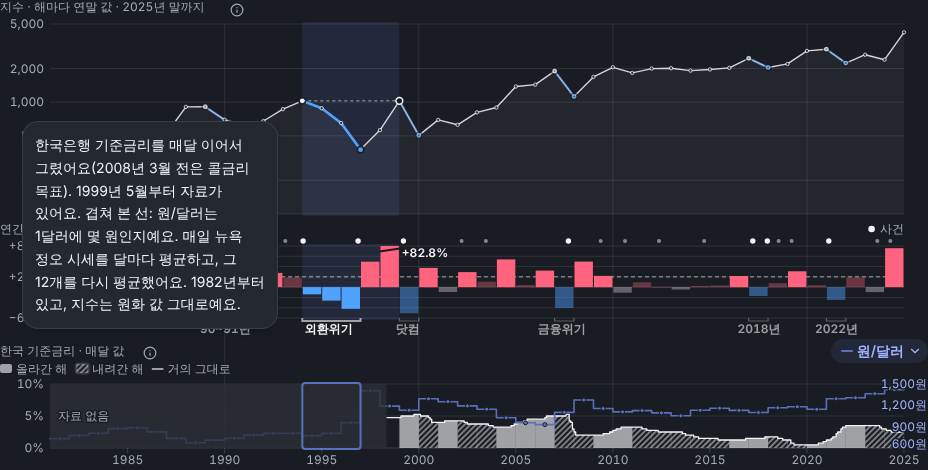 지수 · 해마다 연말 값 · 2025년 말까지
5,000
2,000
1,000
한국은행 기준금리를 매달 이어서
그렸어요(2008년 3월 전은 콜금리
목표). 1999년 5월부터 자료가
있어요. 겹쳐 본 선: 원/달러는
1달러에 몇 원인지예요. 매일 뉴욕
정오 시세를 달마다 평균하고, 그
12개를 다시 평균했어요. 1982년부터
있고, 지수는 원화 값 그대로예요.
사건
+82.8%
외환위기
닷컴
금융위기
2018년
2022년
한국 기준금리 · 매달 값
원/달러
올라간 해
내려간 해
거의 그대로
10%
5%
0%
자료 없음
1,500원
1,200원
900원
600원
1985
1990
1995
2000
2005
2010
2015
2020
2025